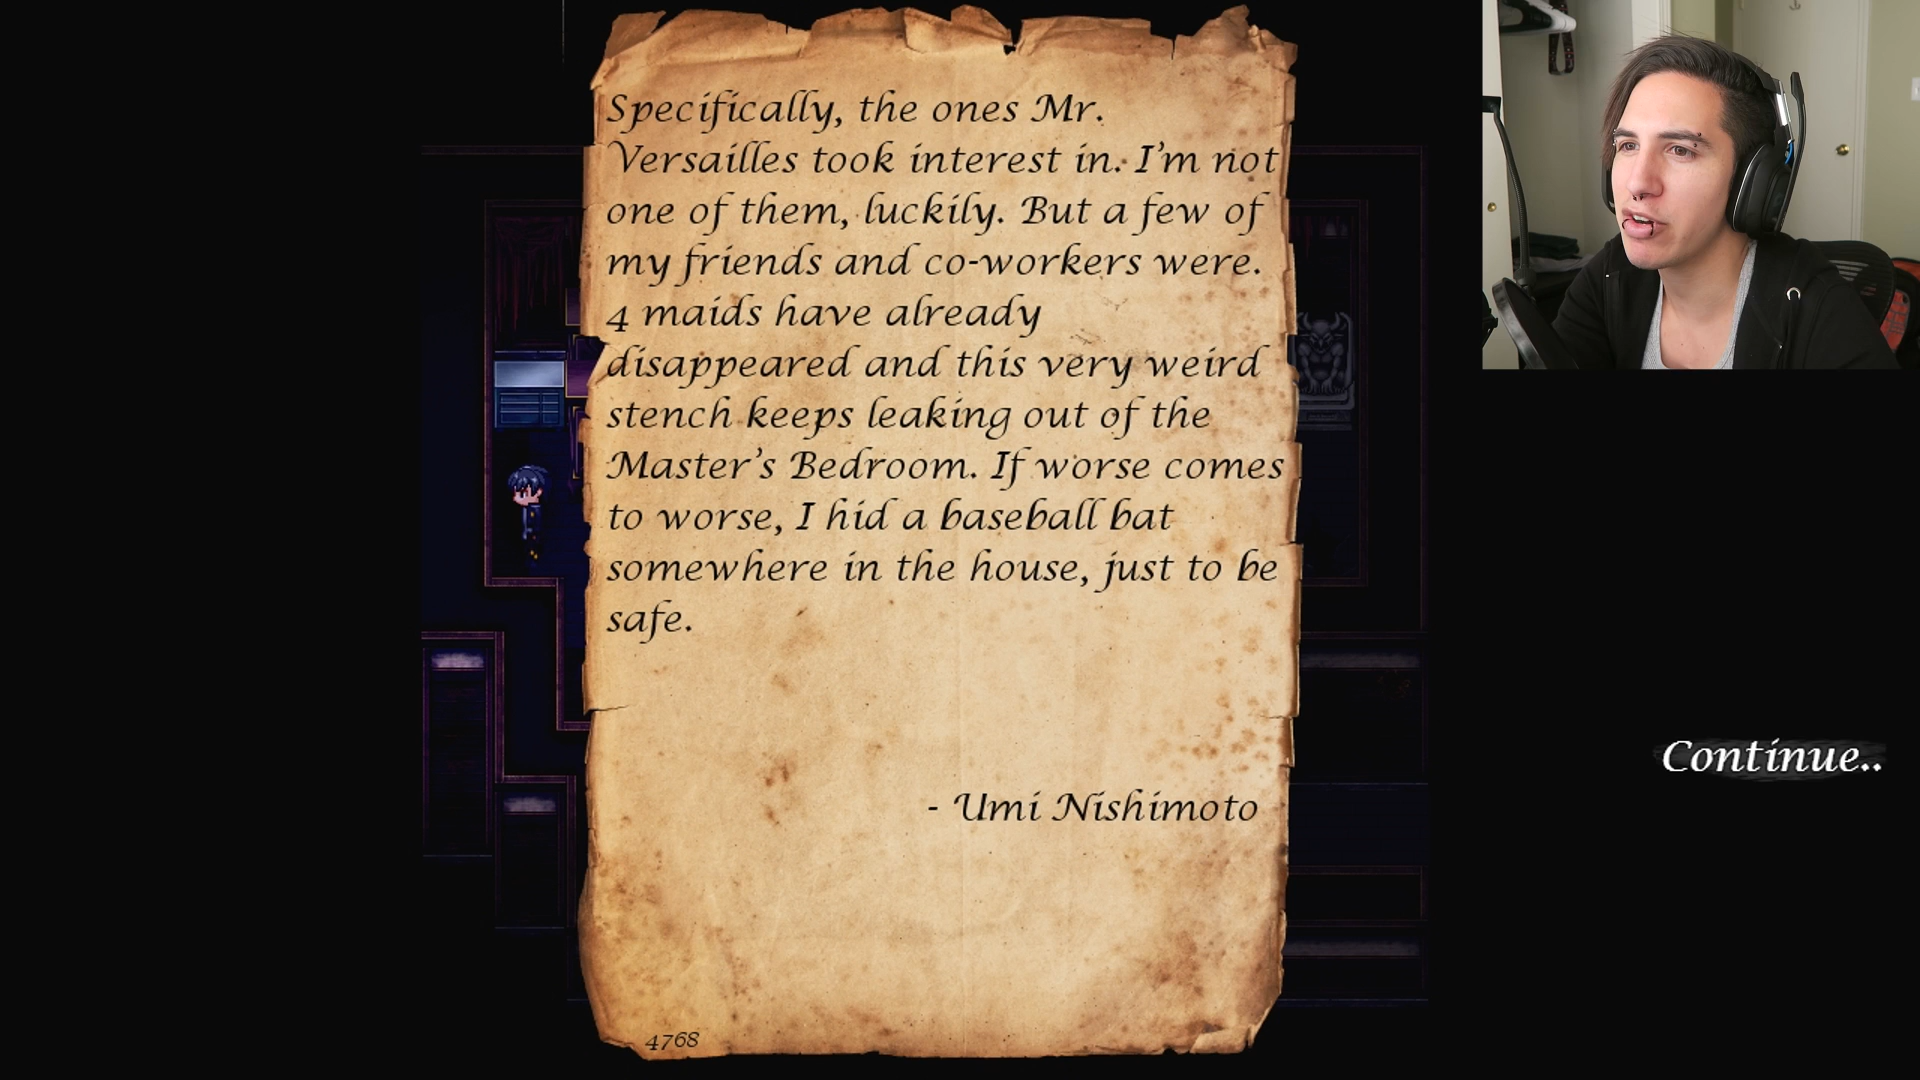 Specifically, the ones Mr.
Versailles took interest in. I'm not
one of them, luckily. But a few of
my friends and co-workers were.
4 maids have already
disappeared and this very weird
stench keeps leaking out of the
Master's Bedroom. If worse comes
to worse, I hid a baseball bat
somewhere in the house, just to be
safe.
- Umi Nishimoto
4768
Continue..